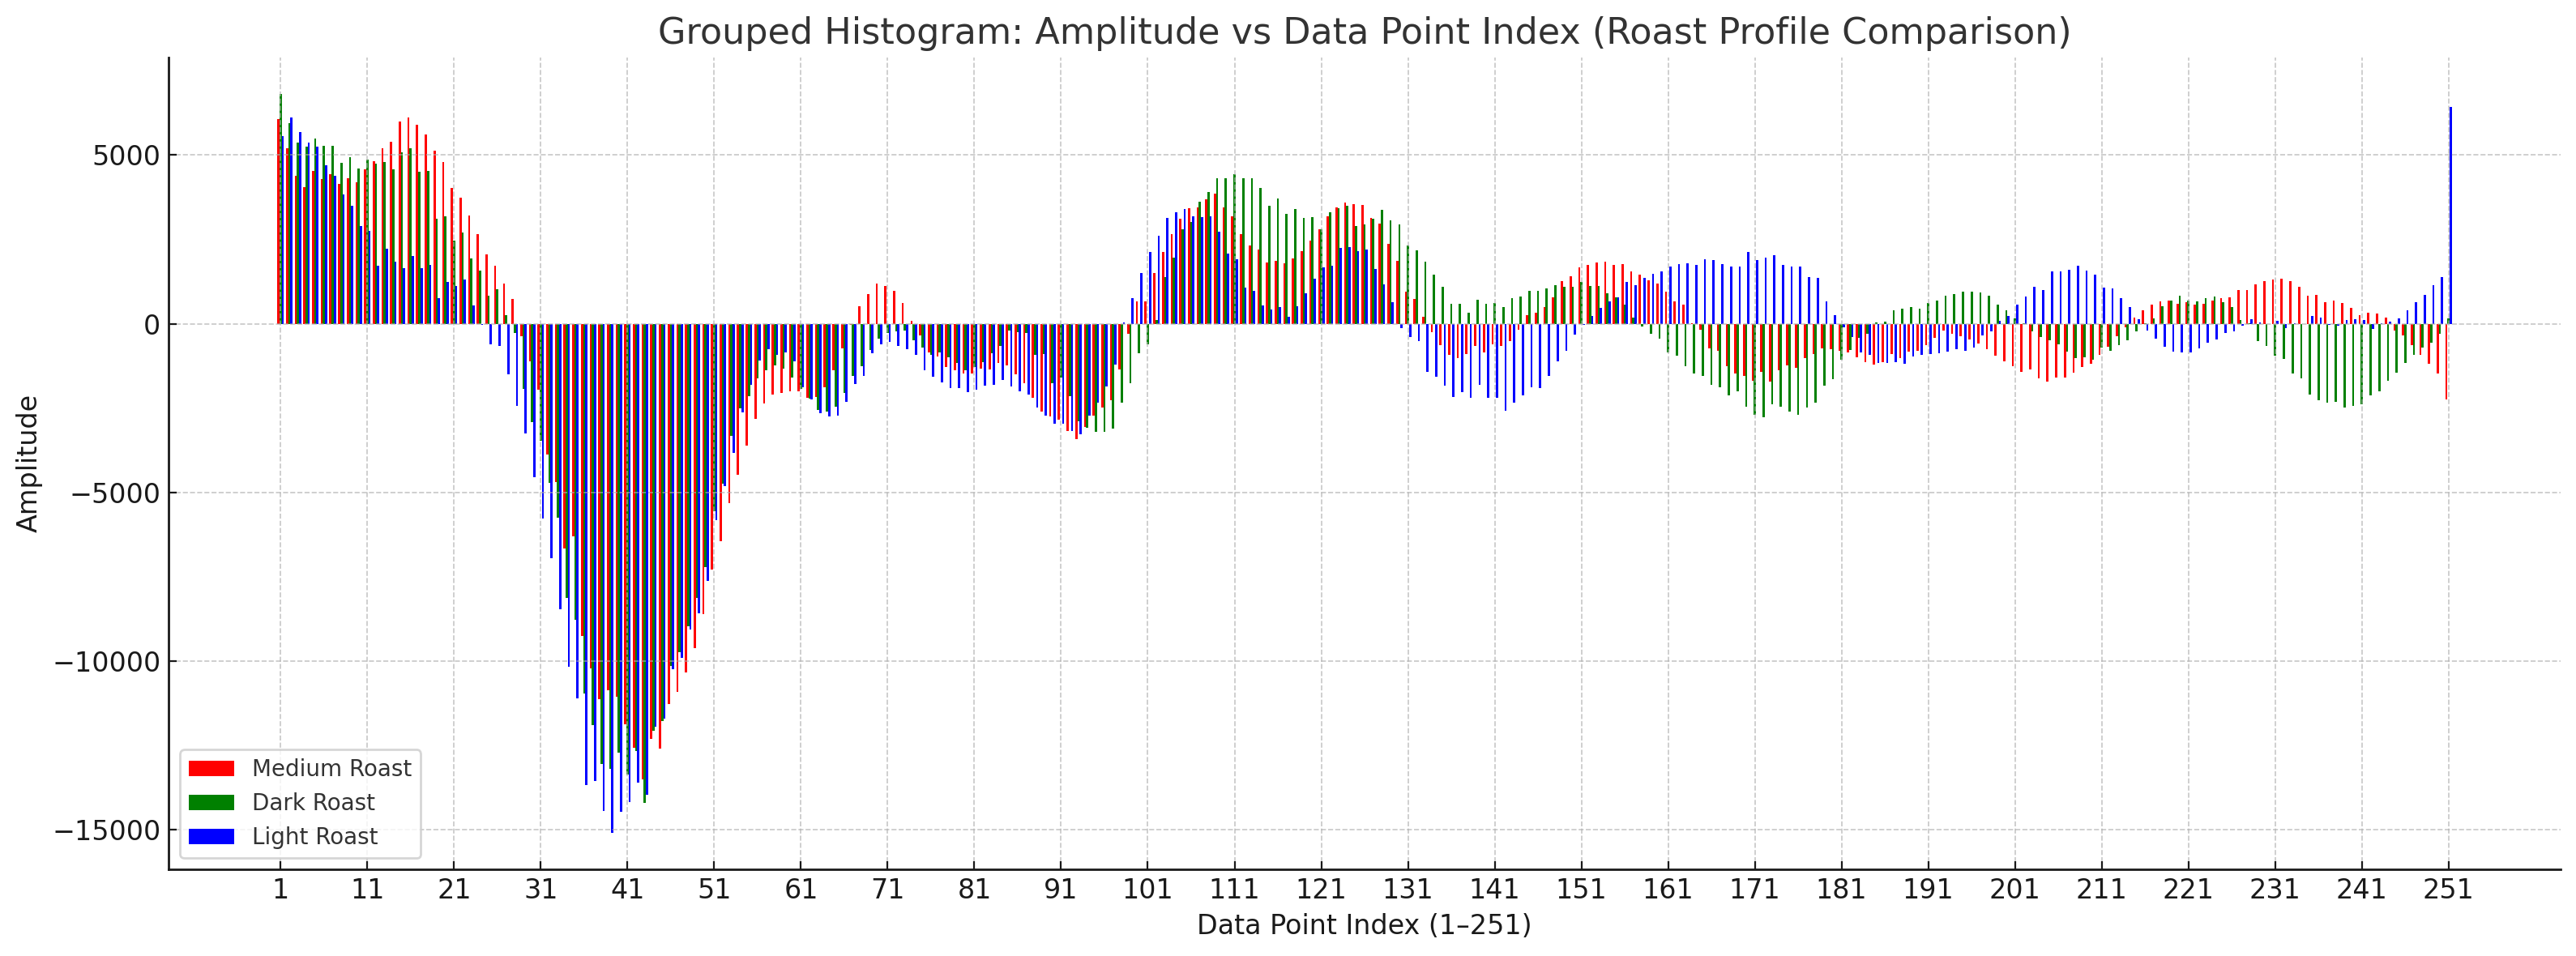 Grouped Histogram: Amplitude vs Data Point Index (Roast Profile Comparison)
Amplitude
5000
0
−5000
−10000
−15000
Medium Roast
Dark Roast
Light Roast
1 11 21 31 41 51 61 71 81 91 101 111 121 131 141 151 161 171 181 191 201 211 221 231 241 251
Data Point Index (1–251)